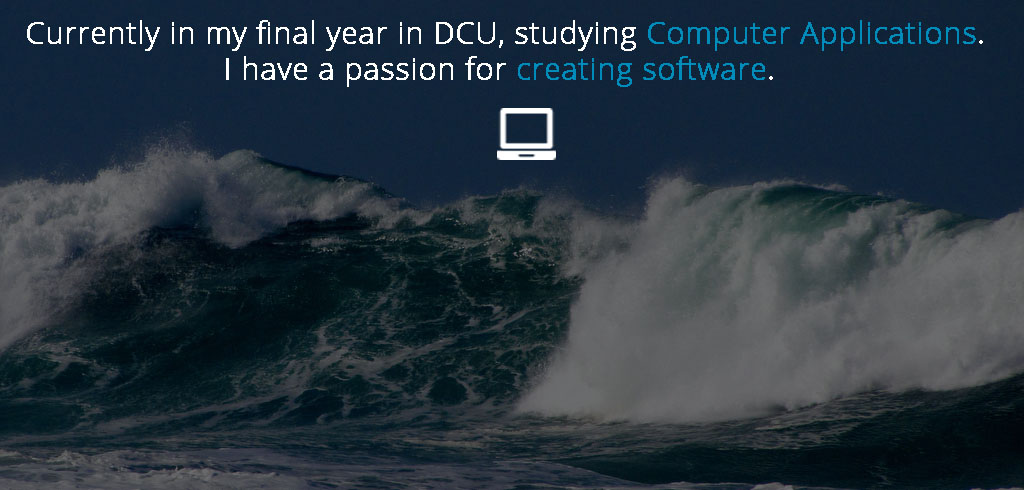 Currently in my final year in DCU, studying Computer Applications.
I have a passion for creating software.